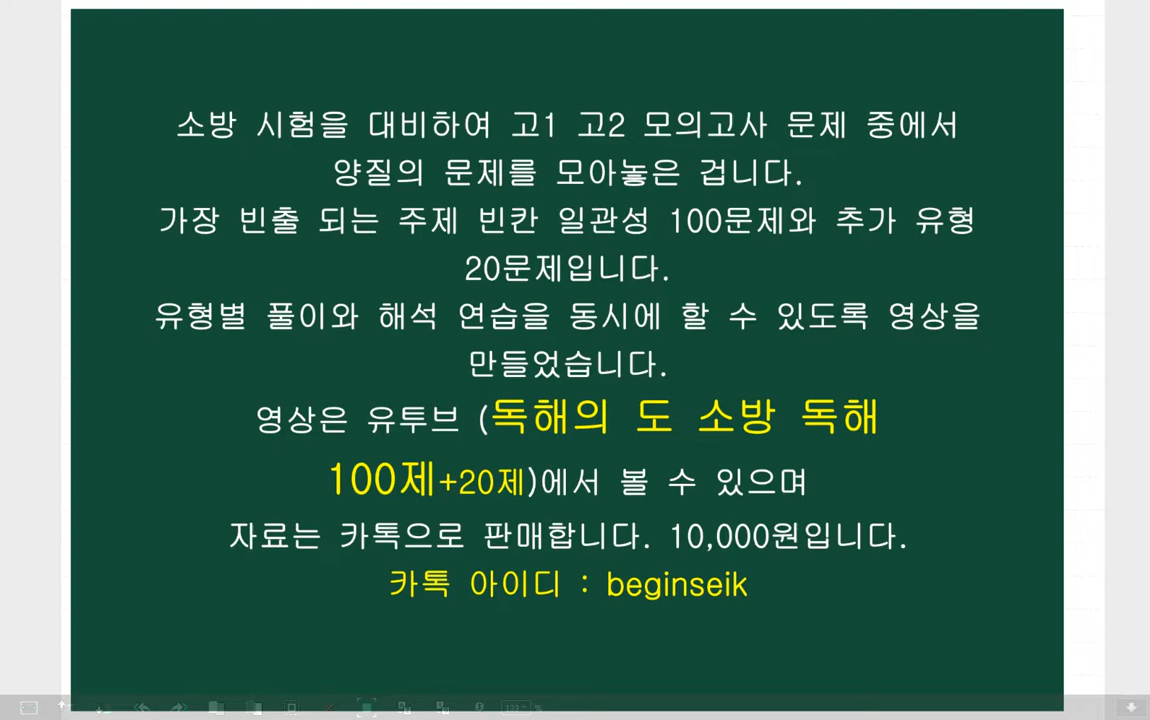 소방 시험을 대비하여 고1 고2 모의고사 문제 중에서
양질의 문제를 모아놓은 겁니다.
가장 빈출 되는 주제 빈칸 일관성 100문제와 추가 유형
20문제입니다.
유형별 풀이와 해석 연습을 동시에 할 수 있도록 영상을
만들었습니다.
영상은 유투브 (독해의 도 소방 독해
100제+20제)에서 볼 수 있으며
자료는 카톡으로 판매합니다. 10,000원입니다.
카톡 아이디 : beginseik
133 %